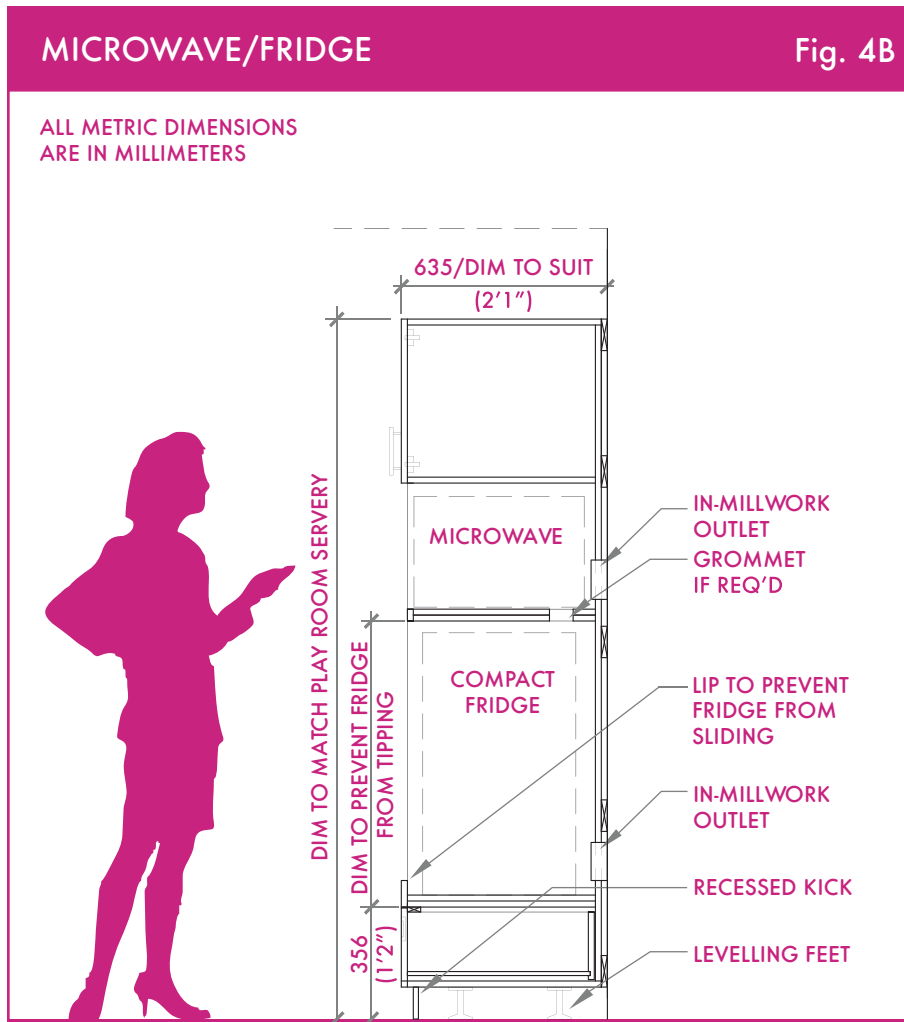 MICROWAVE/FRIDGE
Fig. 4B
ALL METRIC DIMENSIONS
ARE IN MILLIMETERS
635/DIM TO SUIT
(2'1")
DIM TO MATCH PLAY ROOM SERVERY
MICROWAVE
IN-MILLWORK
OUTLET
GROMMET
IF REQ'D
DIM TO PREVENT FRIDGE
FROM TIPPING
COMPACT
FRIDGE
LIP TO PREVENT
FRIDGE FROM
SLIDING
IN-MILLWORK
OUTLET
RECESSED KICK
356
(1'2")
LEVELLING FEET